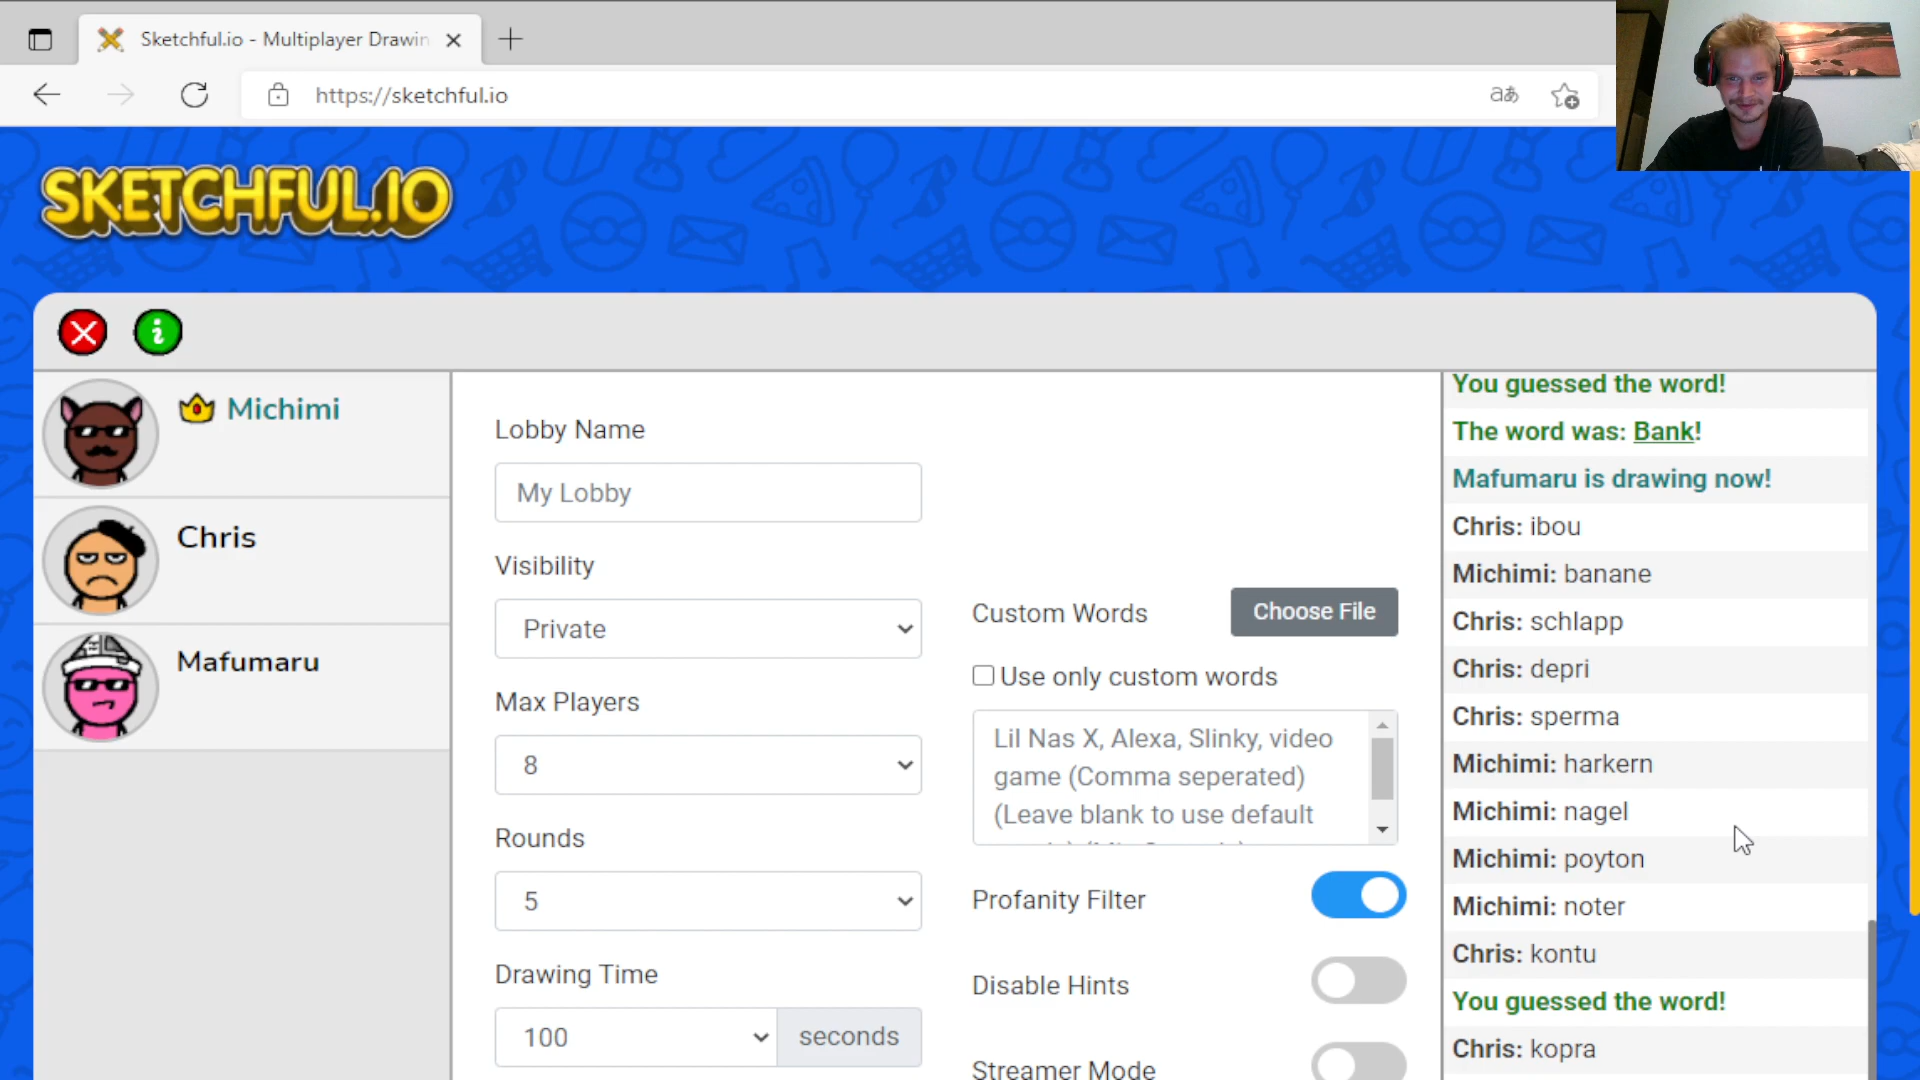 Sketchful.io - Multiplayer Drawin
https://sketchful.io
aあ
SKETCHFUL.IO
Michimi
Chris
Mafumaru
Lobby Name
My Lobby
Visibility
Private
Max Players
8
Rounds
5
Drawing Time
100
seconds
Custom Words
Choose File
Use only custom words
Lil Nas X, Alexa, Slinky, video
game (Comma seperated)
(Leave blank to use default
Profanity Filter
Disable Hints
Streamer Mode
You guessed the word!
The word was: Bank!
Mafumaru is drawing now!
Chris: ibou
Michimi: banane
Chris: schlapp
Chris: depri
Chris: sperma
Michimi: harkern
Michimi: nagel
Michimi: poyton
Michimi: noter
Chris: kontu
You guessed the word!
Chris: kopra